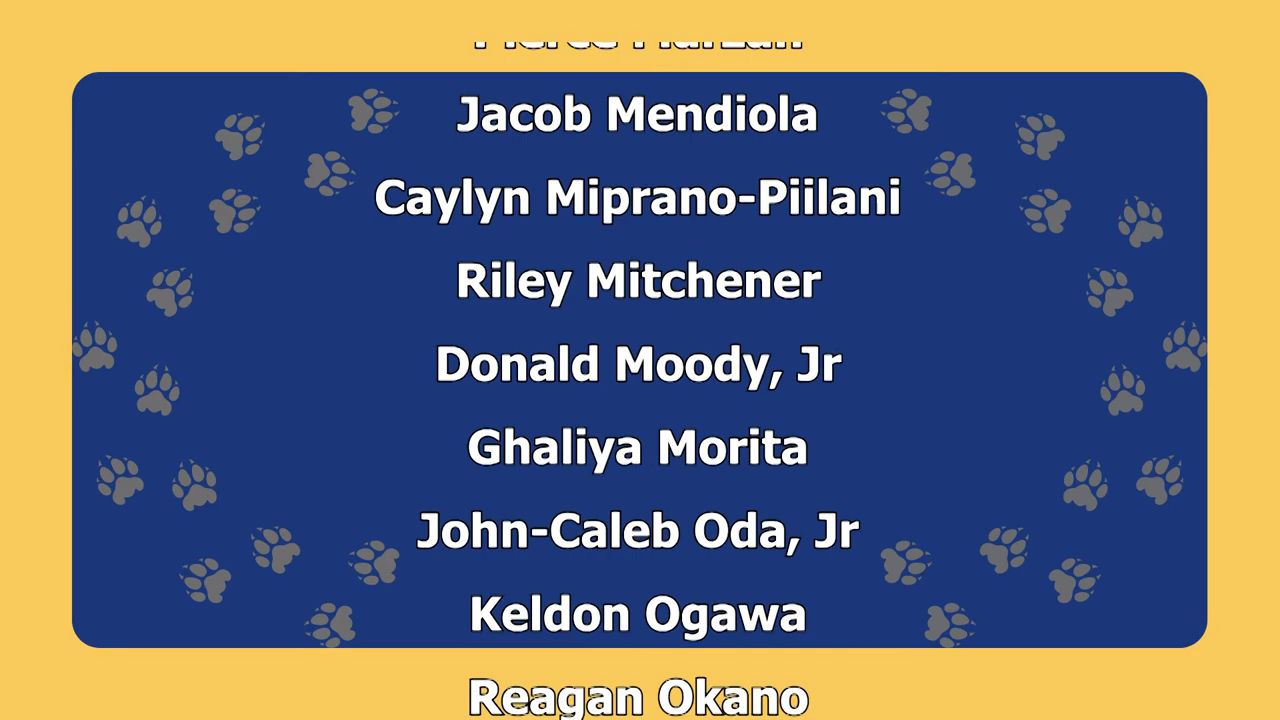 Jacob Mendiola
Caylyn Miprano-Piilani
Riley Mitchener
Donald Moody, Jr
Ghaliya Morita
John-Caleb Oda, Jr
Keldon Ogawa
Reagan Okano